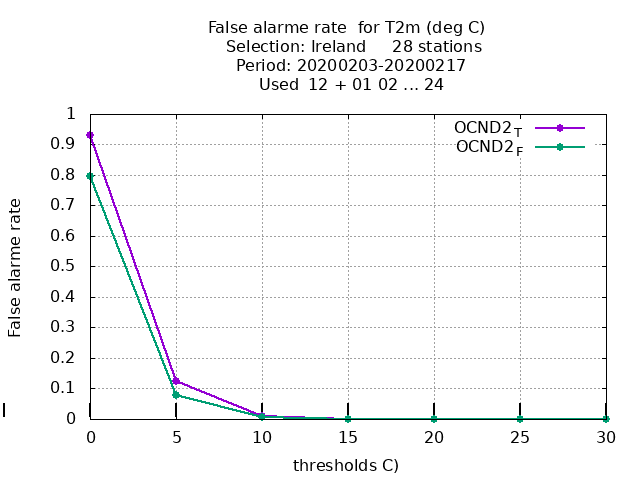 False alarme rate for T2m (deg C)
Selection: Ireland 28 stations
Period: 20200203-20200217
Used 12 + 01 02 ... 24
OCND2T
OCND2F
1
0.9
0.8
0.7
0.6
0.5
0.4
0.3
0.2
0.1
0
False alarme rate
0 5 10 15 20 25 30
thresholds C)